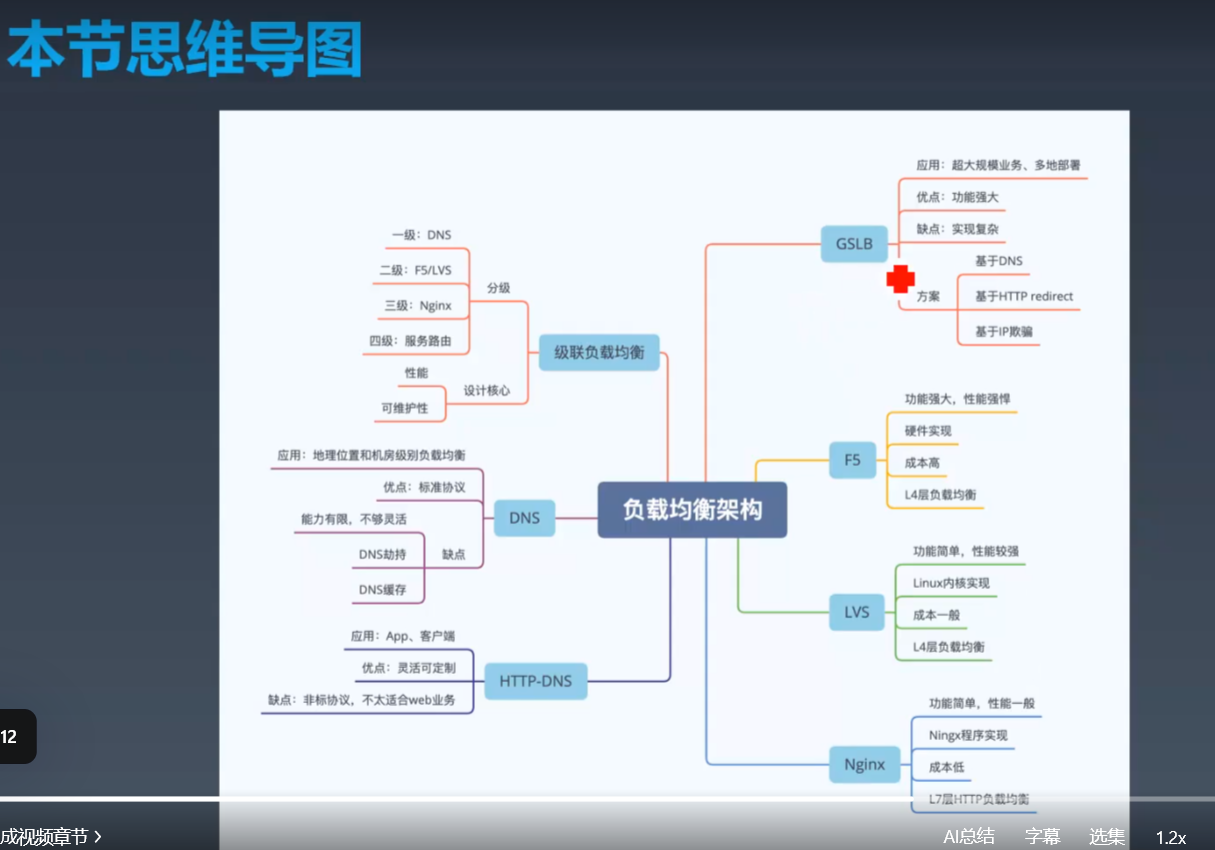 本节思维导图
负载均衡架构
级联负载均衡
分级
一级：DNS
二级：F5/LVS
三级：Nginx
四级：服务路由
设计核心
性能
可维护性
DNS
应用：地理位置和机房级别负载均衡
优点：标准协议
缺点
能力有限，不够灵活
DNS劫持
DNS缓存
HTTP-DNS
应用：App、客户端
优点：灵活可定制
缺点：非标协议，不太适合web业务
GSLB
应用：超大规模业务、多地部署
优点：功能强大
缺点：实现复杂
方案
基于DNS
基于HTTP redirect
基于IP欺骗
F5
功能强大，性能强悍
硬件实现
成本高
L4层负载均衡
LVS
功能简单，性能较强
Linux内核实现
成本一般
L4层负载均衡
Nginx
功能简单，性能一般
Ningx程序实现
成本低
L7层HTTP负载均衡
12
成视频章节 >
AI总结
字幕
选集
1.2x